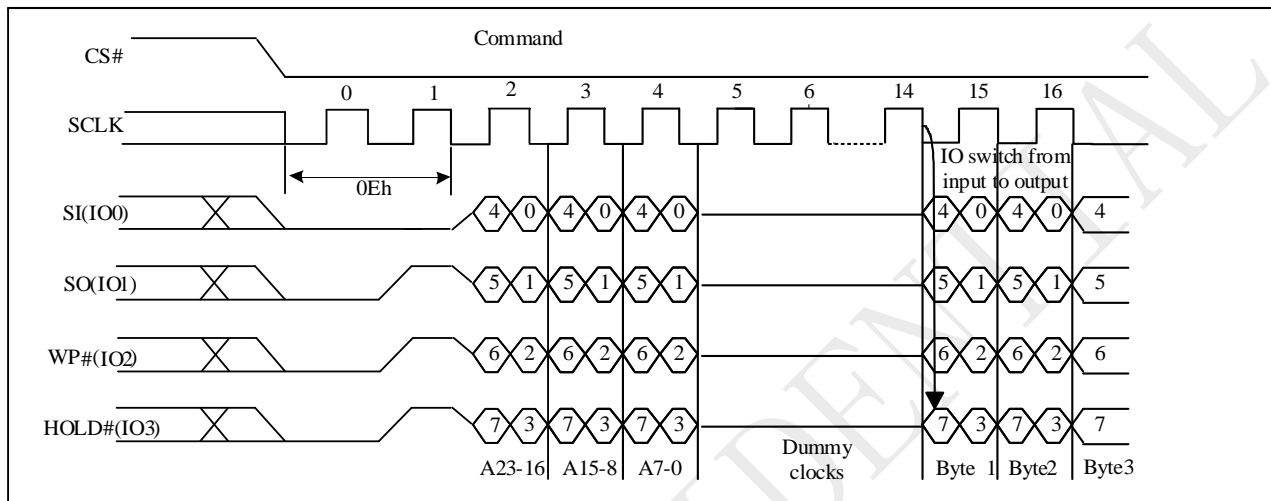 Command
CS#
0 1 2 3 4 5 6 14 15 16
SCLK
IO switch from
input to output
0Eh
SI(IO0) 4 0 4 0 4 0 4 0 4 0 4
SO(IO1) 5 1 5 1 5 1 5 1 5 1 5
WP#(IO2) 6 2 6 2 6 2 6 2 6 2 6
HOLD#(IO3) 7 3 7 3 7 3 7 3 7 3 7
A23-16 A15-8 A7-0 Dummy
clocks Byte 1 Byte2 Byte3
DENTIAL